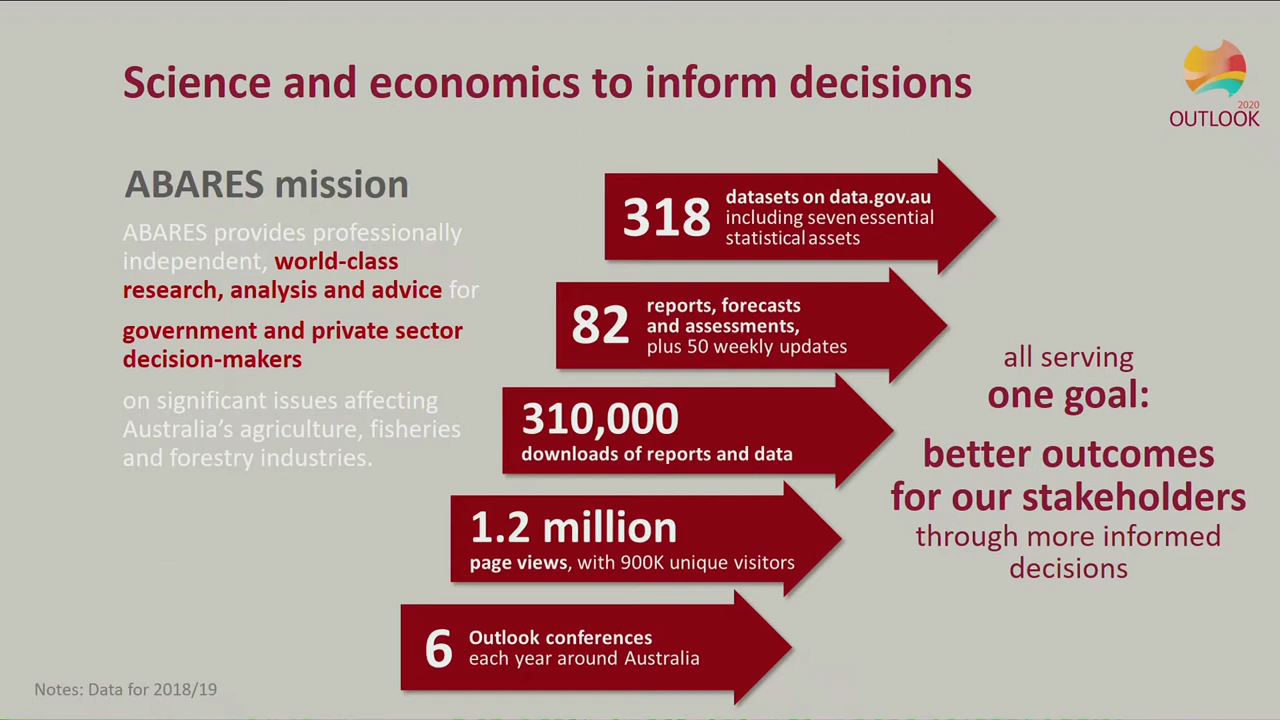 Science and economics to inform decisions
2020
OUTLOOK
ABARES mission
ABARES provides professionally
independent, world-class
research, analysis and advice for
government and private sector
decision-makers
on significant issues affecting
Australia's agriculture, fisheries
and forestry industries.
318
datasets on data.gov.au
including seven essential
statistical assets
82
reports, forecasts
and assessments,
plus 50 weekly updates
310,000
downloads of reports and data
1.2 million
page views, with 900K unique visitors
6
Outlook conferences
each year around Australia
all serving
one goal:
better outcomes
for our stakeholders
through more informed
decisions
Notes: Data for 2018/19